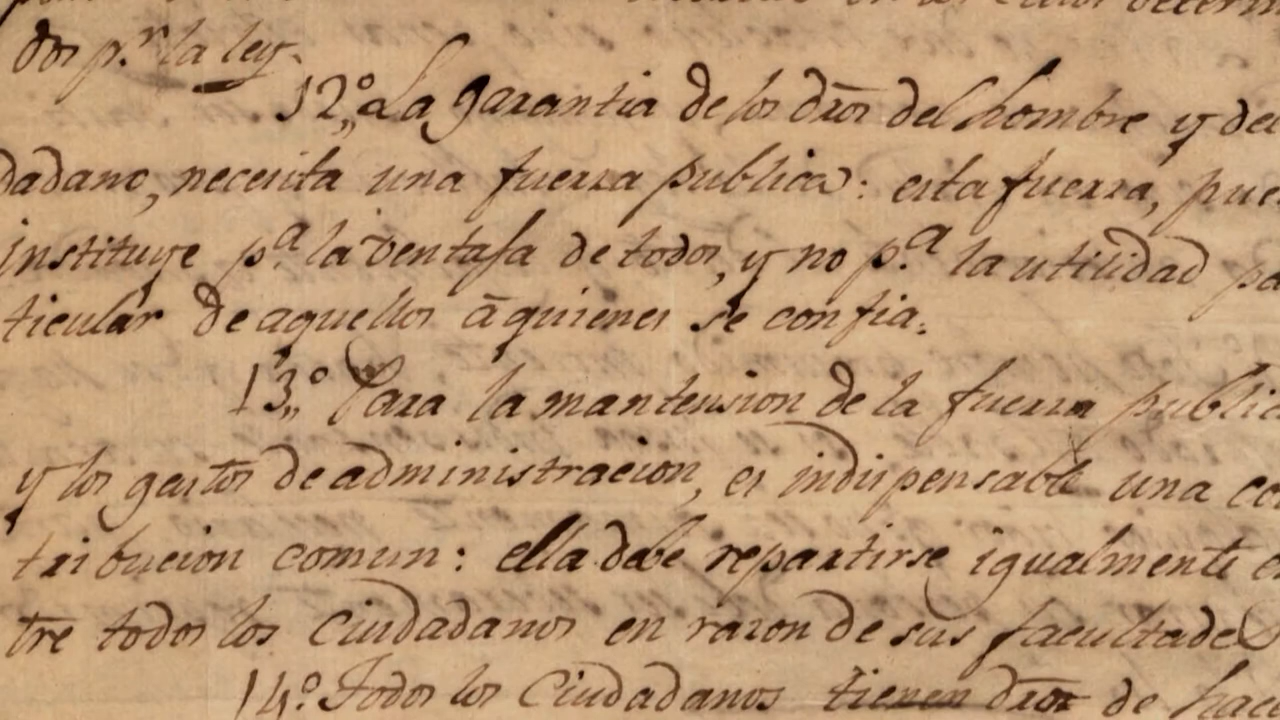 dos p.r la ley.
12,,º La garantia de los dros del hombre y del
dadano, necesita una fuerza publica: esta fuerza, pues
instituye p.a la ventaja de todos, y no p.a la utilidad pa
ticular de aquellos à quienes se confia.
13,,º Para la mantension de la fuerza public
y los gastos de administracion, es indispensable una co
tribucion comun: ella debe repartirse igualmente e
tre todos los Ciudadanos en razon de sus facultades
14.º Todos los Ciudadanos tienen dros de hace